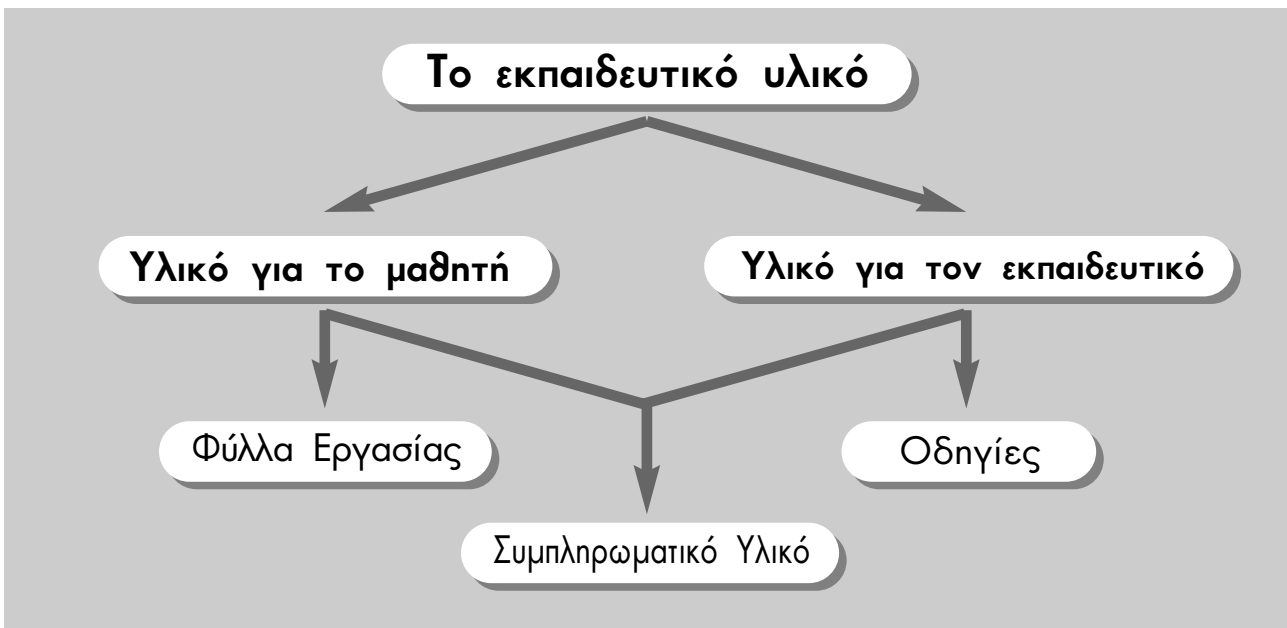 Το εκπαιδευτικό υλικό
Υλικό για το μαθητή
Υλικό για τον εκπαιδευτικό
Φύλλα Εργασίας
Οδηγίες
Συμπληρωματικό Υλικό